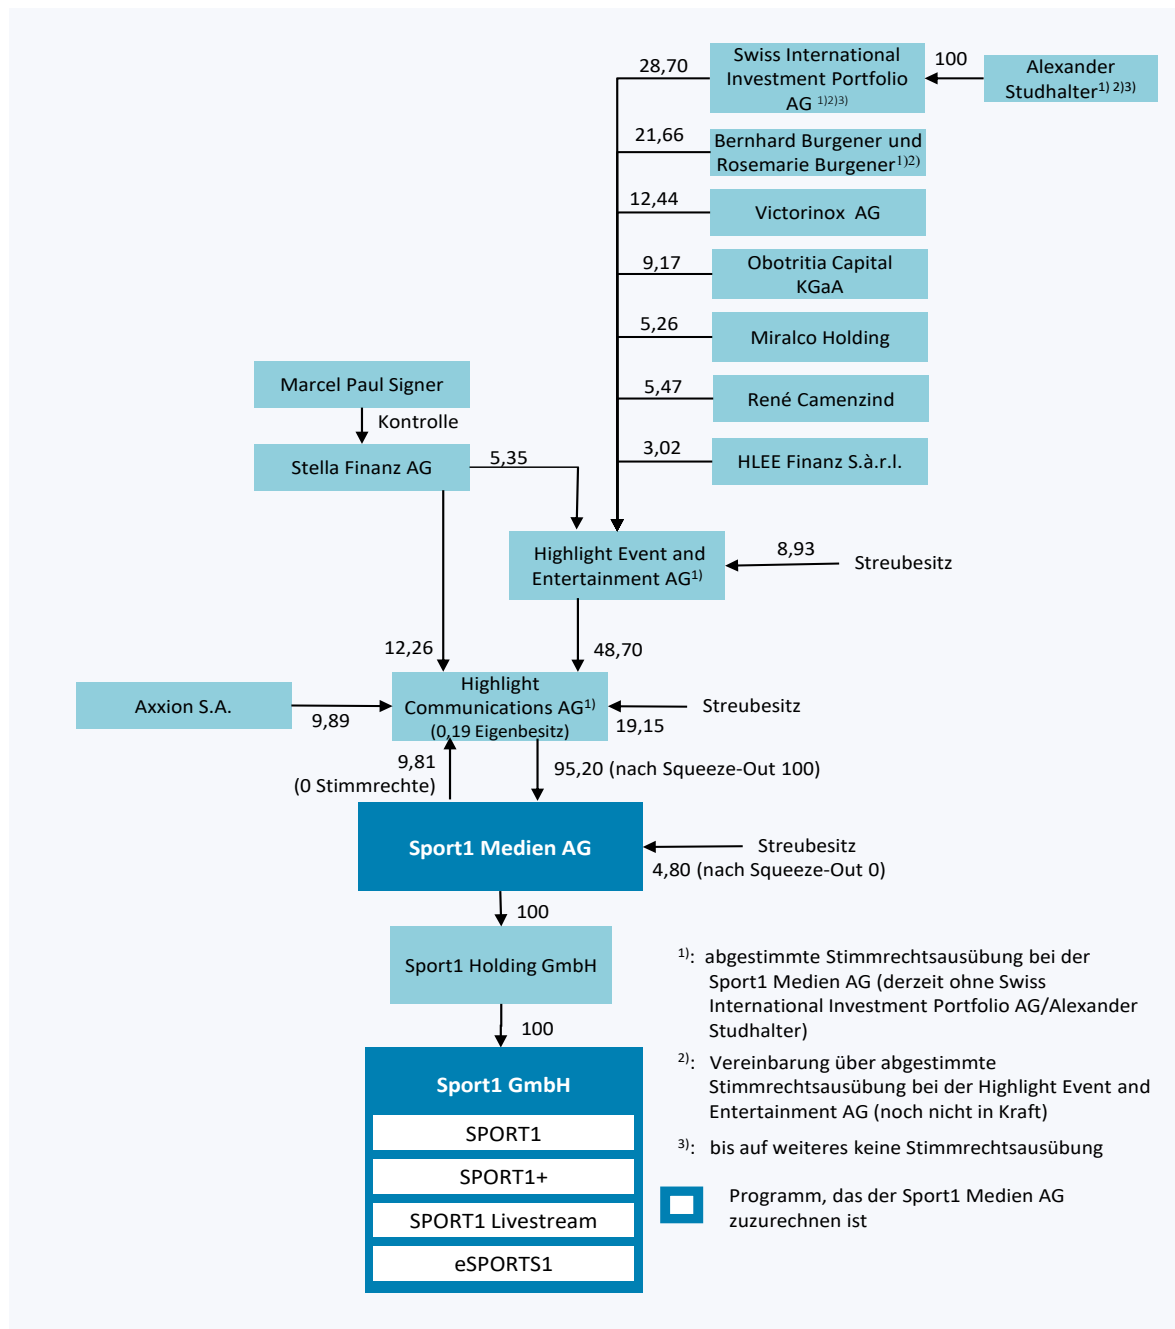 28,70
Swiss International
Investment Portfolio
AG 1)2)3)
100
Alexander
Studhalter1) 2)3)
21,66
Bernhard Burgener und
Rosemarie Burgener1)2)
12,44
Victorinox AG
9,17
Obotritia Capital
KGaA
5,26
Miralco Holding
Marcel Paul Signer
5,47
René Camenzind
Kontrolle
Stella Finanz AG
5,35
3,02
HLEE Finanz S.à.r.l.
Highlight Event and
Entertainment AG1)
8,93
Streubesitz
12,26
48,70
Axxion S.A.
9,89
Highlight
Communications AG1)
(0,19 Eigenbesitz)
Streubesitz
19,15
9,81
(0 Stimmrechte)
95,20 (nach Squeeze-Out 100)
Sport1 Medien AG
Streubesitz
4,80 (nach Squeeze-Out 0)
100
Sport1 Holding GmbH
100
Sport1 GmbH
SPORT1
SPORT1+
SPORT1 Livestream
eSPORTS1
1): abgestimmte Stimmrechtsausübung bei der
Sport1 Medien AG (derzeit ohne Swiss
International Investment Portfolio AG/Alexander
Studhalter)
2): Vereinbarung über abgestimmte
Stimmrechtsausübung bei der Highlight Event and
Entertainment AG (noch nicht in Kraft)
3): bis auf weiteres keine Stimmrechtsausübung
Programm, das der Sport1 Medien AG
zuzurechnen ist